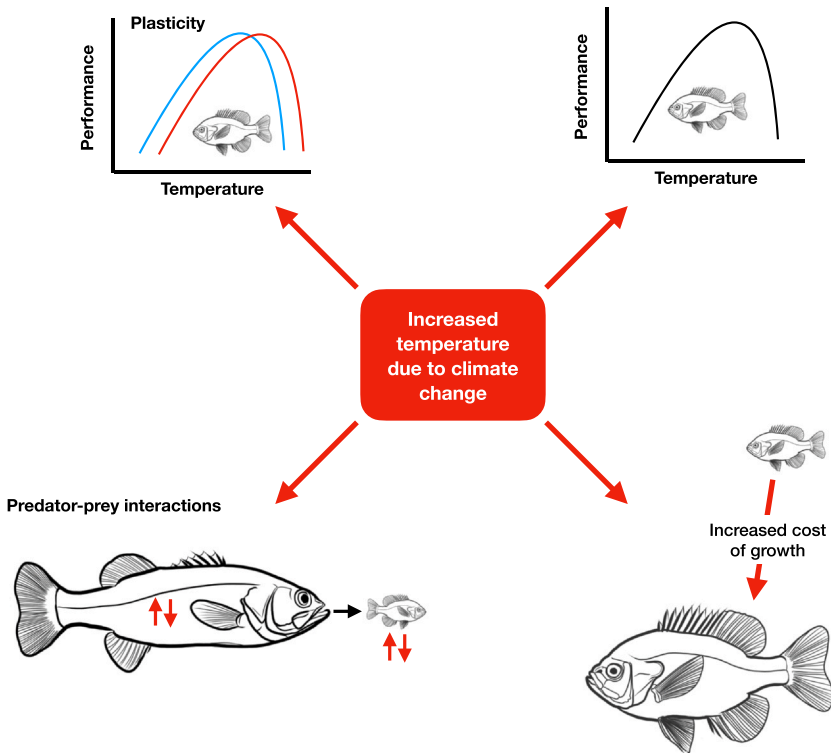 Plasticity
Performance
Temperature
Performance
Temperature
Increased
temperature
due to climate
change
Predator-prey interactions
Increased cost
of growth